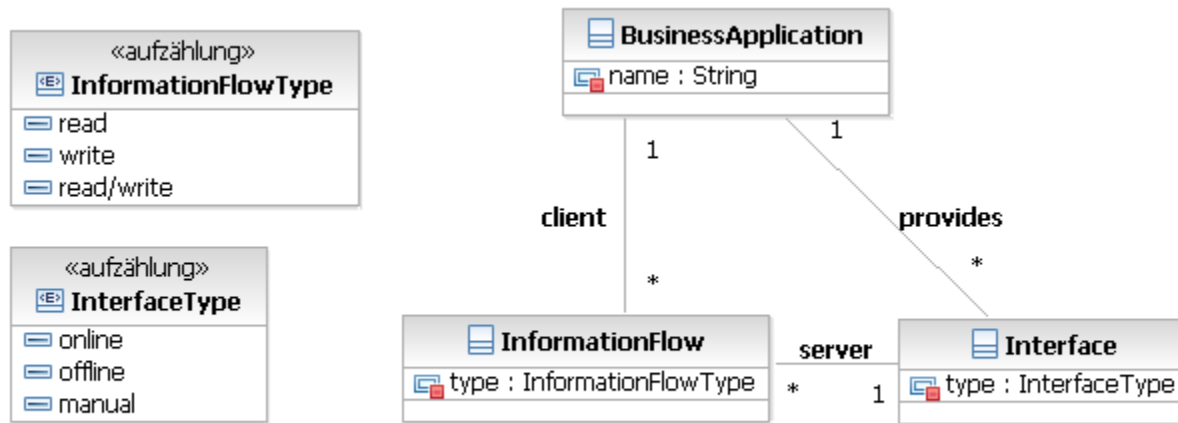 «aufzählung»
InformationFlowType
read
write
read/write
«aufzählung»
InterfaceType
online
offline
manual
BusinessApplication
name : String
1
1
client
provides
*
*
InformationFlow
type : InformationFlowType
server
*
1
Interface
type : InterfaceType